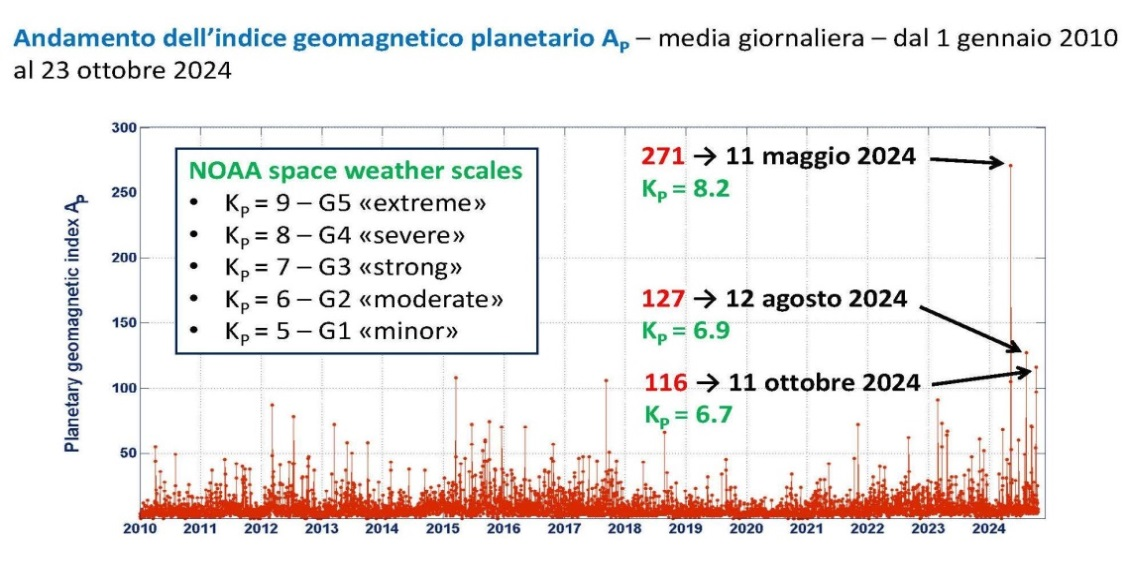 Andamento dell’indice geomagnetico planetario Aₚ – media giornaliera – dal 1 gennaio 2010
al 23 ottobre 2024
300
250
200
150
100
50
Planetary geomagnetic index Aₚ
NOAA space weather scales
• Kₚ = 9 – G5 «extreme»
• Kₚ = 8 – G4 «severe»
• Kₚ = 7 – G3 «strong»
• Kₚ = 6 – G2 «moderate»
• Kₚ = 5 – G1 «minor»
271 → 11 maggio 2024
Kₚ = 8.2
127 → 12 agosto 2024
Kₚ = 6.9
116 → 11 ottobre 2024
Kₚ = 6.7
2010 2011 2012 2013 2014 2015 2016 2017 2018 2019 2020 2021 2022 2023 2024